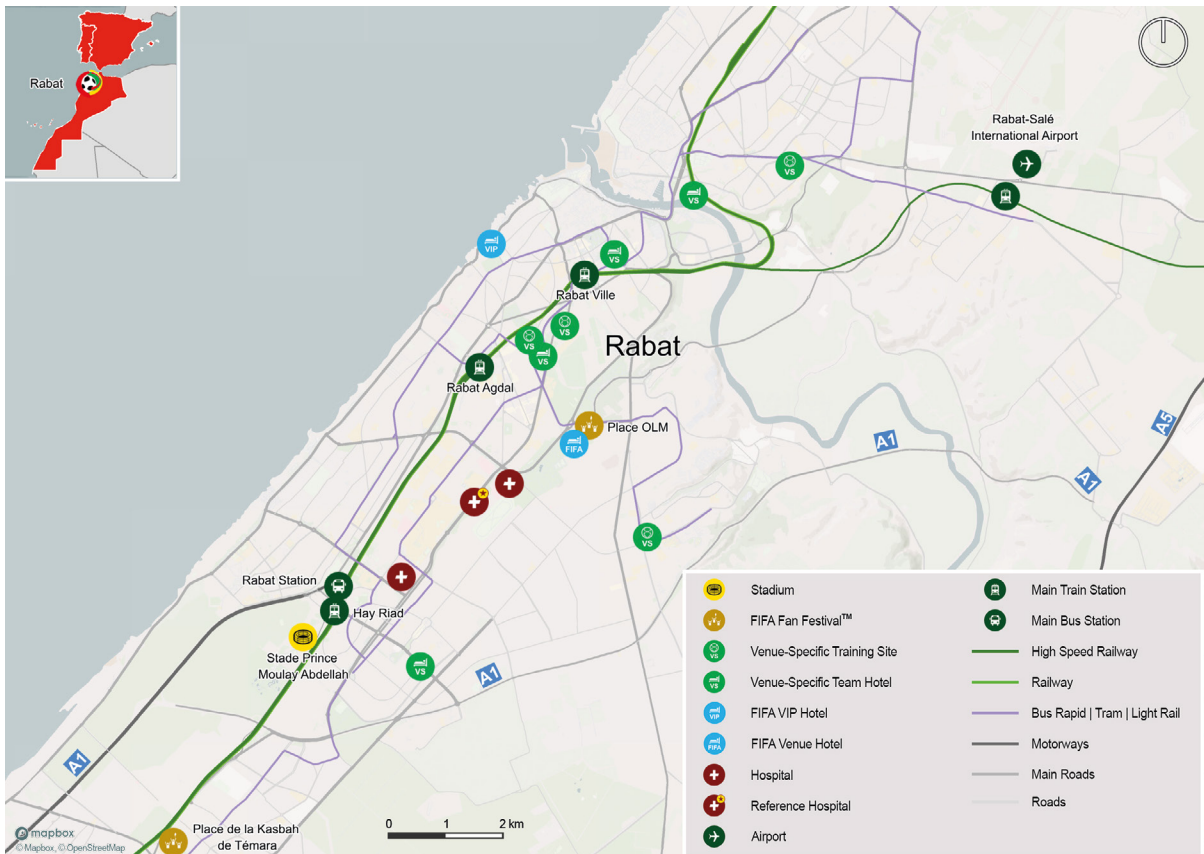 Rabat
Rabat-Salé
International Airport
VS
VS
VIP
VS
Rabat Ville
VS
VS
VS
Rabat
Rabat Agdal
Place OLM
FIFA
A1
A5
A1
VS
Rabat Station
Hay Riad
Stade Prince
Moulay Abdellah
VS
A1
A1
Place de la Kasbah
de Témara
0 1 2 km
mapbox
© Mapbox, © OpenStreetMap
Stadium
FIFA Fan Festival™
VS Venue-Specific Training Site
VS Venue-Specific Team Hotel
VIP FIFA VIP Hotel
FIFA FIFA Venue Hotel
Hospital
Reference Hospital
Airport
Main Train Station
Main Bus Station
High Speed Railway
Railway
Bus Rapid | Tram | Light Rail
Motorways
Main Roads
Roads